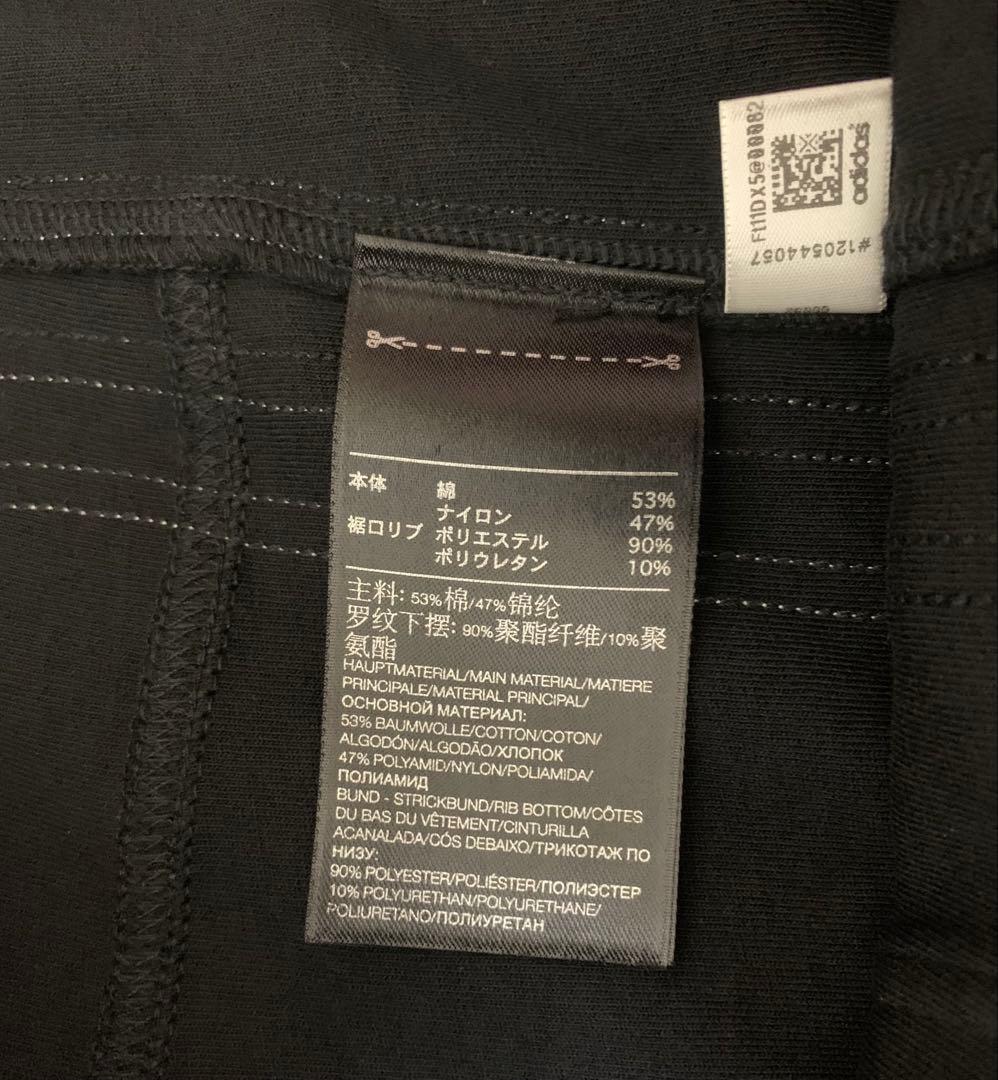 本体 綿 53%
ナイロン 47%
裾口リブ ポリエステル 90%
ポリウレタン 10%
主料: 53%棉/47%锦纶
罗纹下摆: 90%聚酯纤维/10%聚
氨酯
HAUPTMATERIAL/MAIN MATERIAL/MATIERE
PRINCIPALE/MATERIAL PRINCIPAL/
ОСНОВНОЙ МАТЕРИАЛ:
53% BAUMWOLLE/COTTON/COTON/
ALGODÓN/ALGODÃO/ХЛОПОК
47% POLYAMID/NYLON/POLIAMIDA/
ПОЛИАМИД
BUND - STRICKBUND/RIB BOTTOM/CÔTES
DU BAS DU VÊTEMENT/CINTURILLA
ACANALADA/CÓS DEBAIXO/ТРИКОТАЖ ПО
НИЗУ:
90% POLYESTER/POLIÉSTER/ПОЛИЭСТЕР
10% POLYURETHAN/POLYURETHANE/
POLIURETANO/ПОЛИУРЕТАН
Ft11DX5@00082
adidas
#120544057